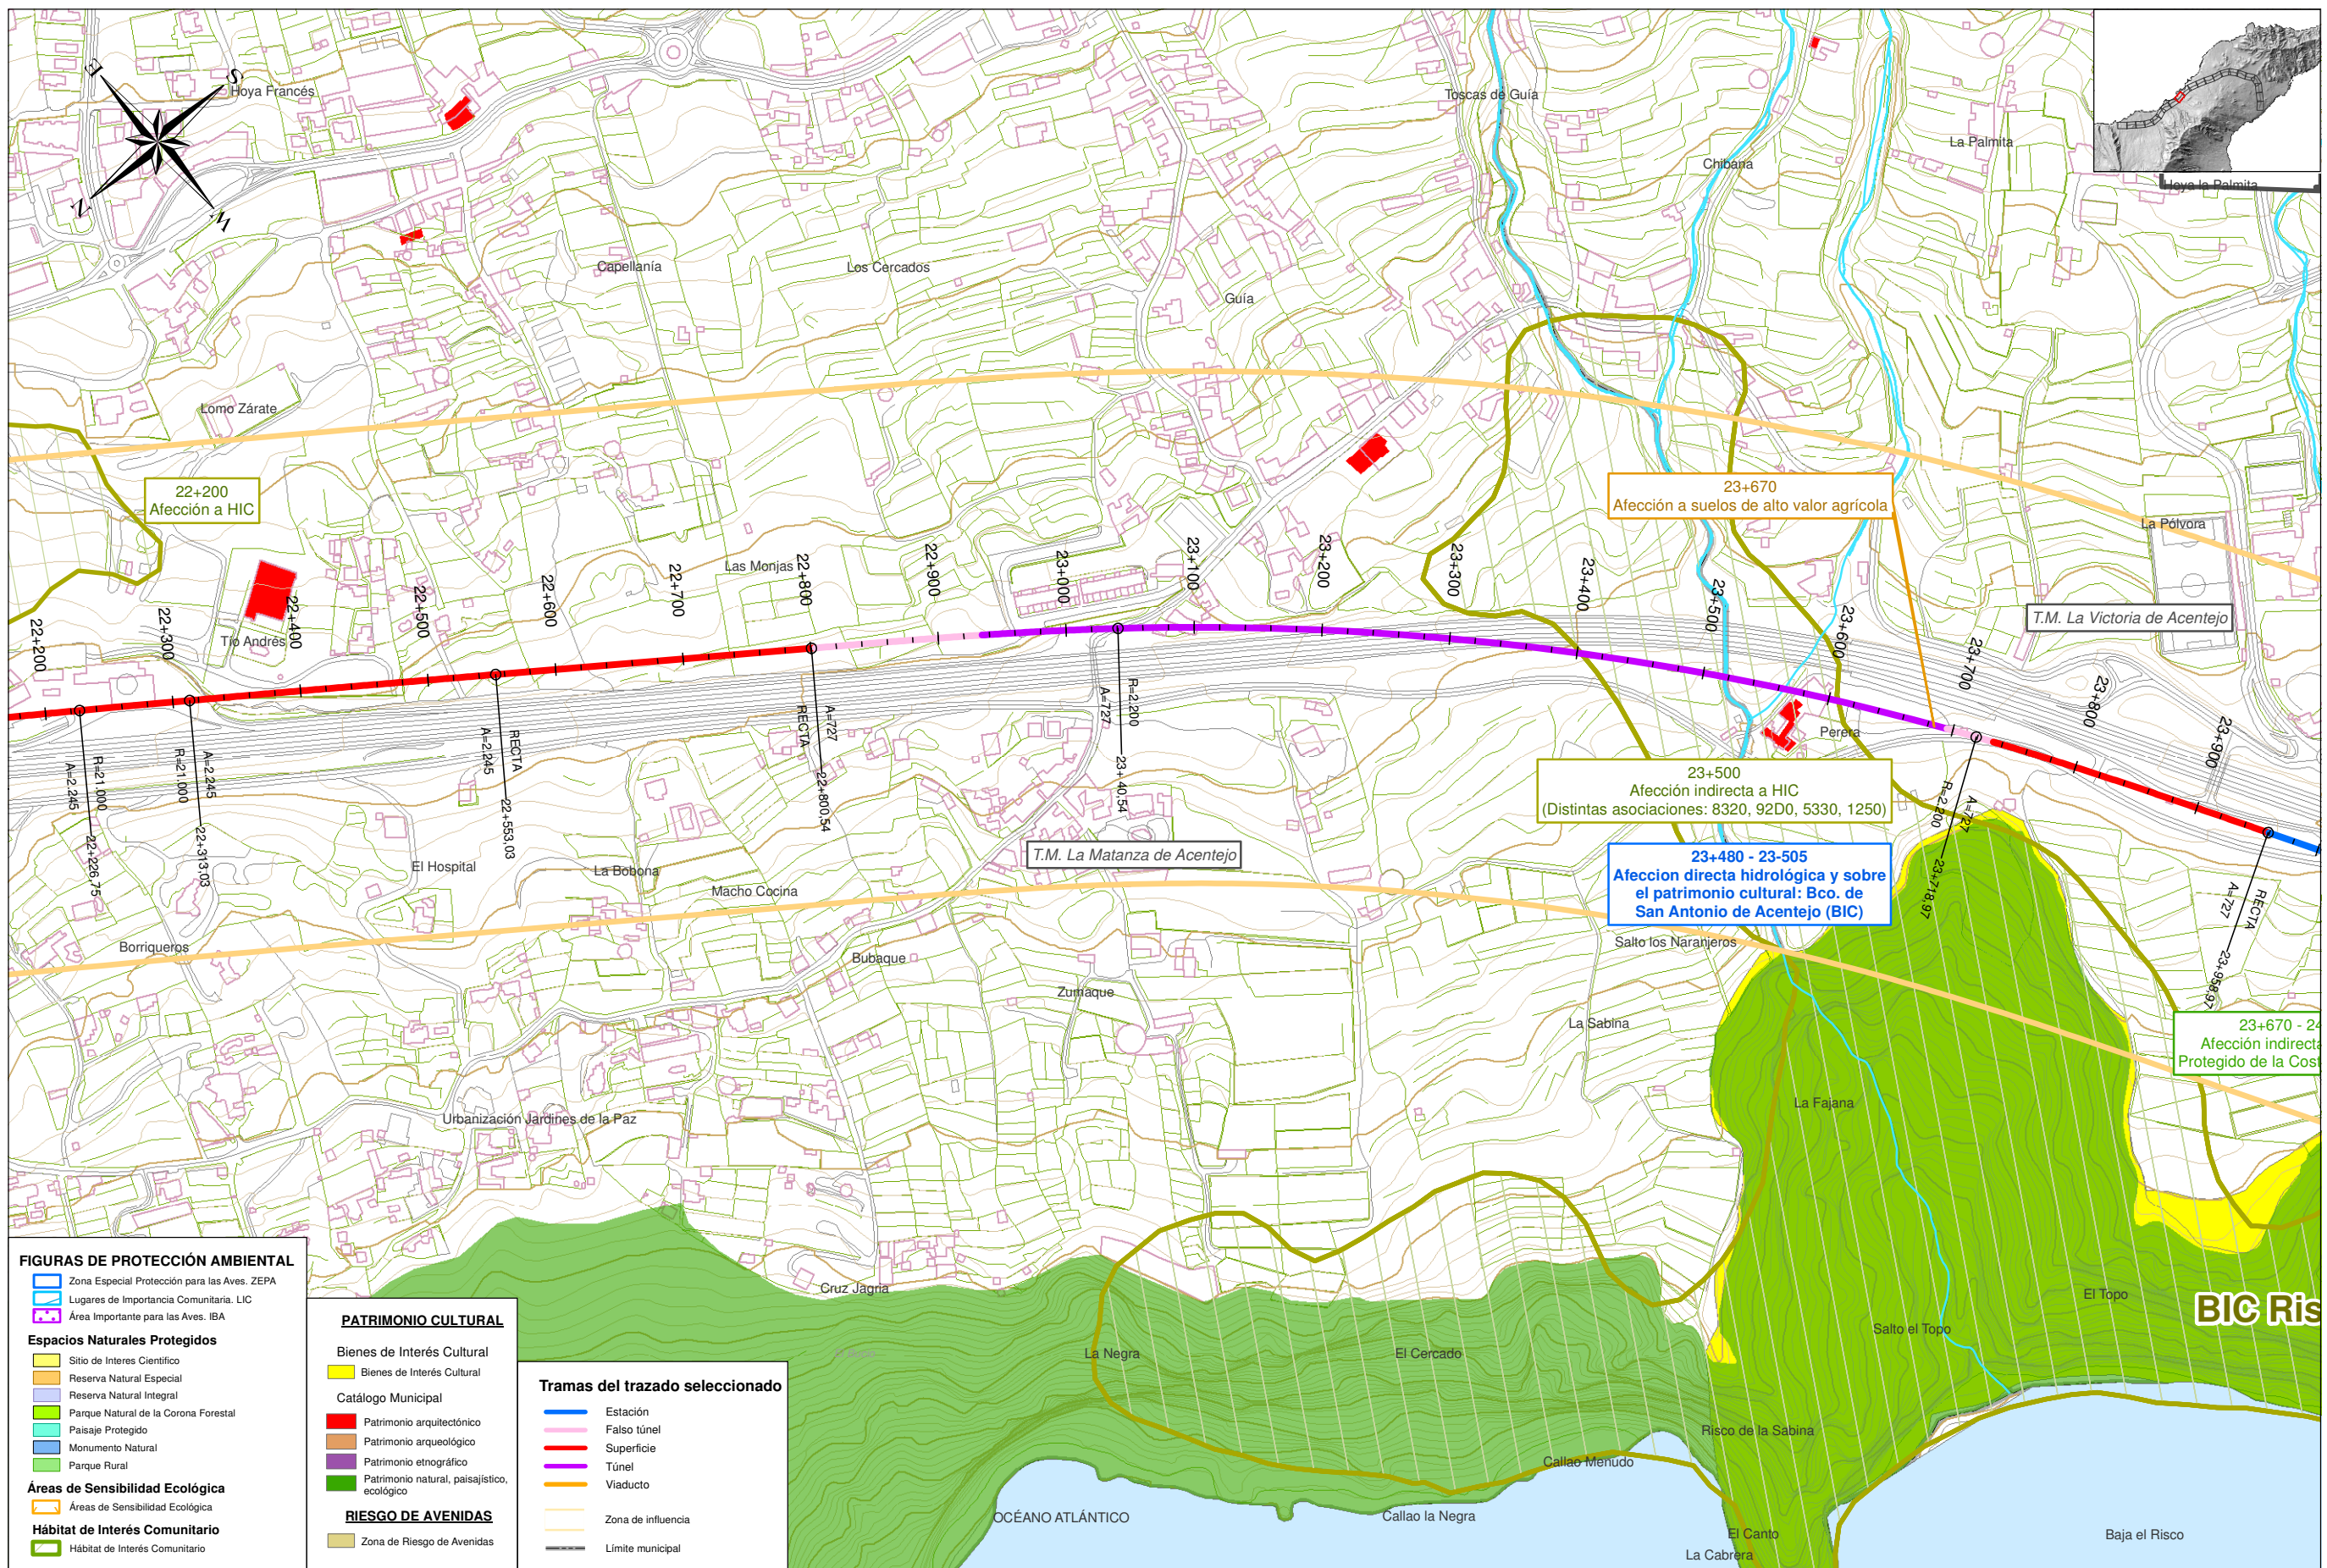 S
E
N
W
Hoya Francés
Toscas de Guía
Chibana
La Palmita
Hoya la Palmita
Capellanía
Los Cercados
Guía
Lomo Zárate
22+200
Afección a HIC
23+670
Afección a suelos de alto valor agrícola
La Pólvora
Las Monjas
Tío Andrés
T.M. La Victoria de Acentejo
22+200
22+300
22+400
22+500
22+600
22+700
22+800
22+900
23+000
23+100
23+200
23+300
23+400
23+500
23+600
23+700
23+800
23+900
Perera
A=2.245
R=21.000
22+226,75
R=21.000
A=2.245
22+313,03
A=2.245
RECTA
22+553,03
RECTA
A=727
22+800,54
A=727
R=2.200
23+40,54
R=2.200
A=727
23+718,97
A=727
RECTA
23+958,97
23+500
Afección indirecta a HIC
(Distintas asociaciones: 8320, 92D0, 5330, 1250)
T.M. La Matanza de Acentejo
23+480 - 23-505
Afeccion directa hidrológica y sobre
el patrimonio cultural: Bco. de
San Antonio de Acentejo (BIC)
El Hospital
La Bobona
Macho Cocina
Borriqueros
Bubaque
Salto los Naranjeros
Zumaque
La Sabina
23+670 - 24
Afección indirecta
Protegido de la Cost
La Fajana
Urbanización Jardines de la Paz
Cruz Jagria
El Topo
BIC Ris
Salto el Topo
La Negra
El Cercado
Risco de la Sabina
Callao Menudo
OCÉANO ATLÁNTICO
Callao la Negra
El Canto
La Cabrera
Baja el Risco
FIGURAS DE PROTECCIÓN AMBIENTAL
Zona Especial Protección para las Aves. ZEPA
Lugares de Importancia Comunitaria. LIC
Área Importante para las Aves. IBA
Espacios Naturales Protegidos
Sitio de Interes Cientifico
Reserva Natural Especial
Reserva Natural Integral
Parque Natural de la Corona Forestal
Paisaje Protegido
Monumento Natural
Parque Rural
Áreas de Sensibilidad Ecológica
Áreas de Sensibilidad Ecológica
Hábitat de Interés Comunitario
Hábitat de Interés Comunitario
PATRIMONIO CULTURAL
Bienes de Interés Cultural
Bienes de Interés Cultural
Catálogo Municipal
Patrimonio arquitectónico
Patrimonio arqueológico
Patrimonio etnográfico
Patrimonio natural, paisajístico,
ecológico
RIESGO DE AVENIDAS
Zona de Riesgo de Avenidas
Tramas del trazado seleccionado
Estación
Falso túnel
Superficie
Túnel
Viaducto
Zona de influencia
Límite municipal